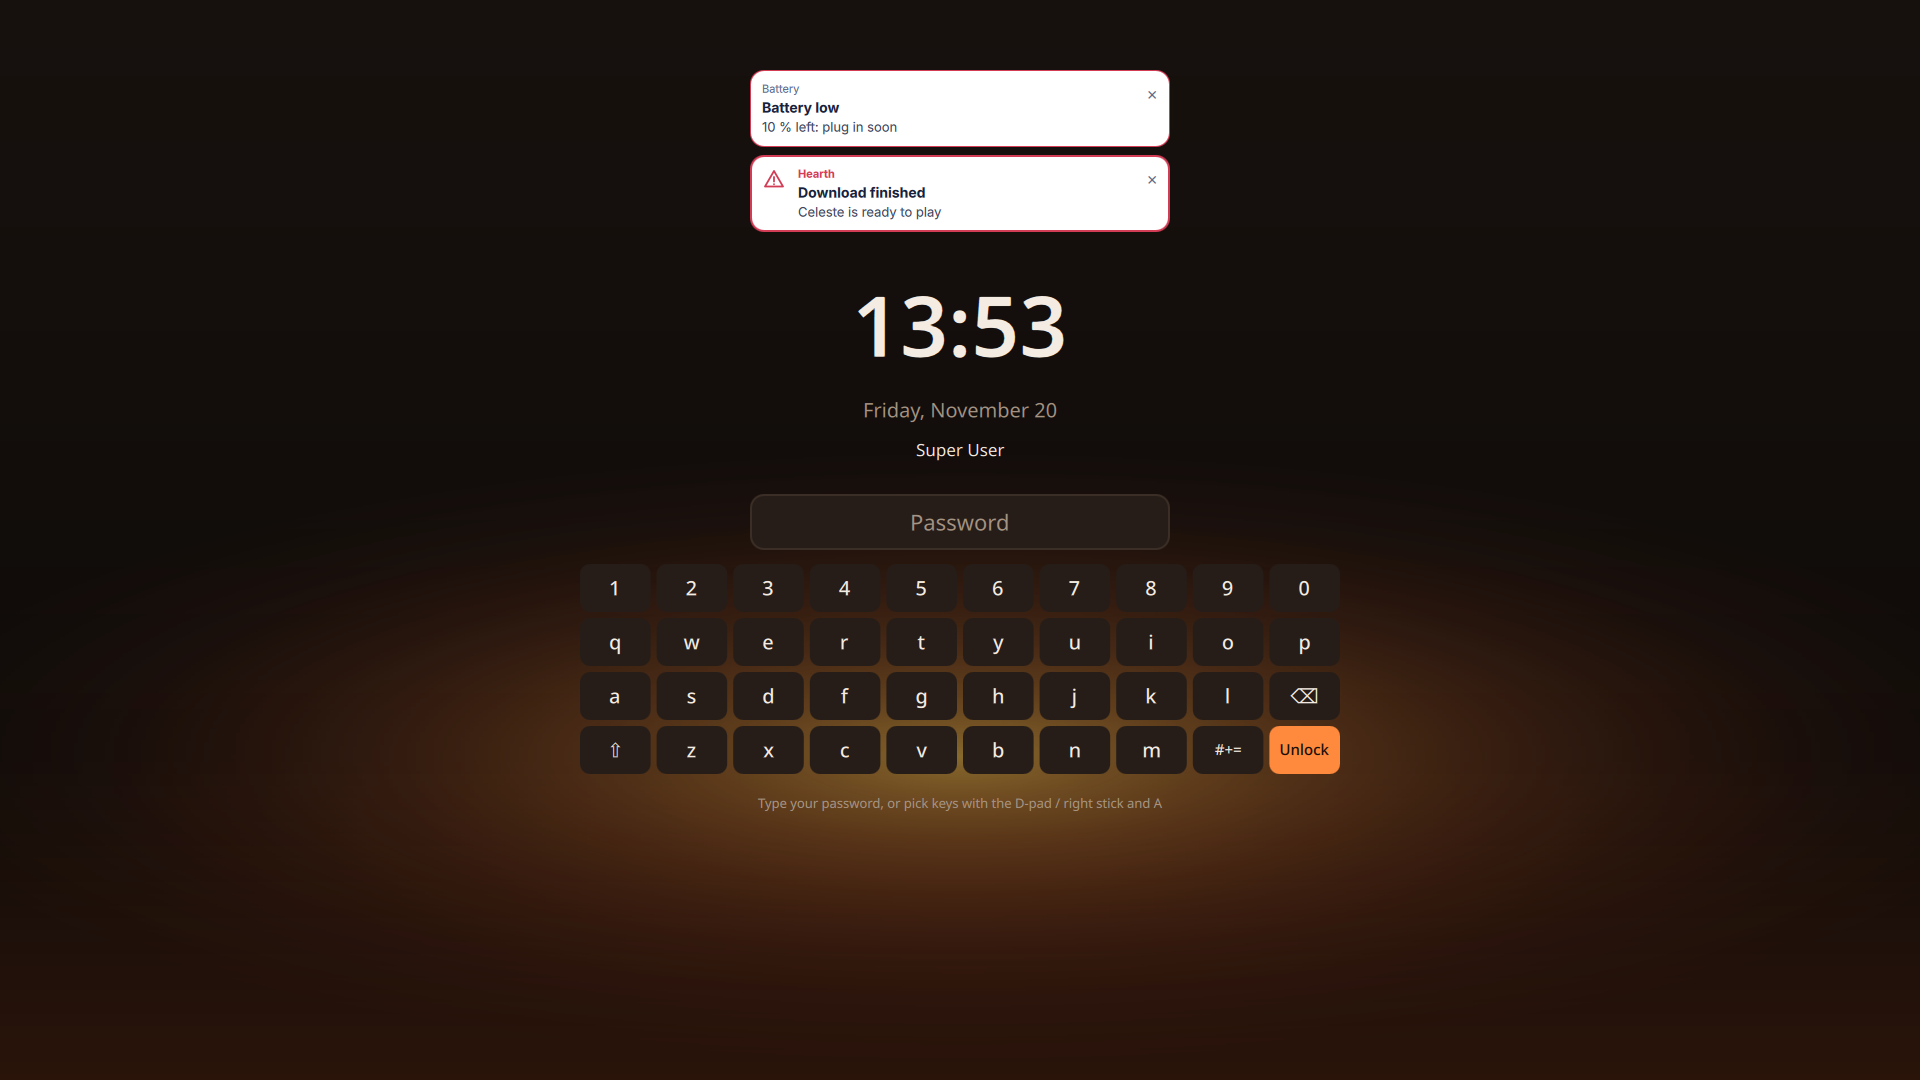 Battery
Battery low
10 % left: plug in soon
×
Hearth
Download finished
Celeste is ready to play
×
13:53
Friday, November 20
Super User
Password
1 2 3 4 5 6 7 8 9 0
q w e r t y u i o p
a s d f g h j k l ⌫
⇧ z x c v b n m #+= Unlock
Type your password, or pick keys with the D-pad / right stick and A